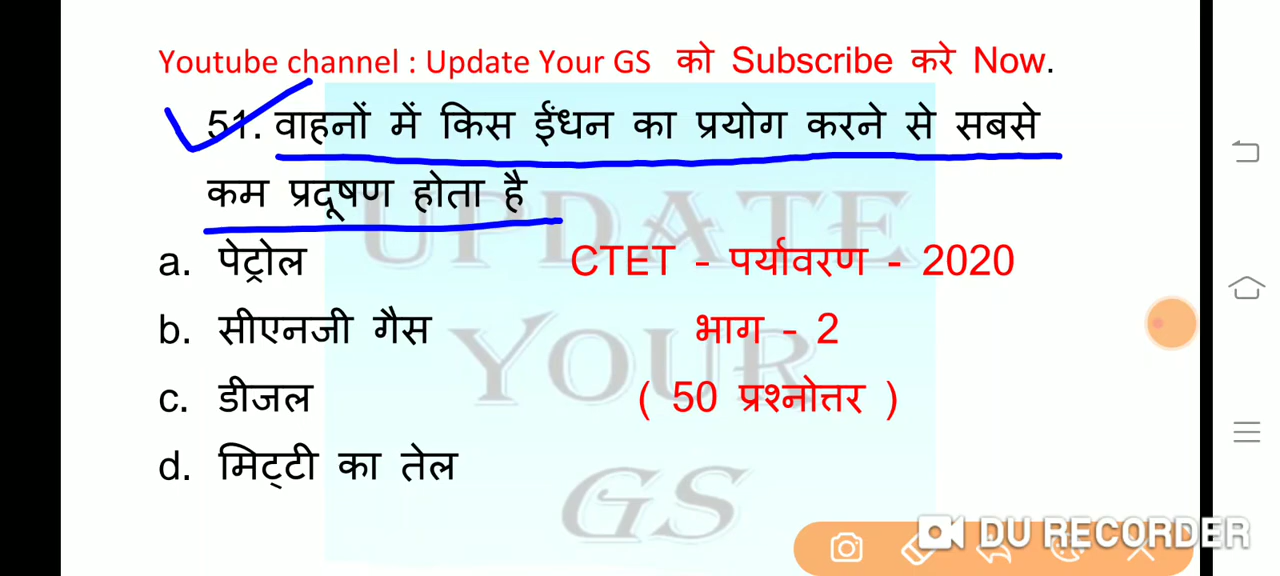 Youtube channel : Update Your GS को Subscribe करे Now.
51. वाहनों में किस ईंधन का प्रयोग करने से सबसे
कम प्रदूषण होता है
a. पेट्रोल
CTET - पर्यावरण - 2020
b. सीएनजी गैस
भाग - 2
c. डीजल
( 50 प्रश्नोत्तर )
d. मिट्टी का तेल
UPDATE
YOUR
GS
DU RECORDER